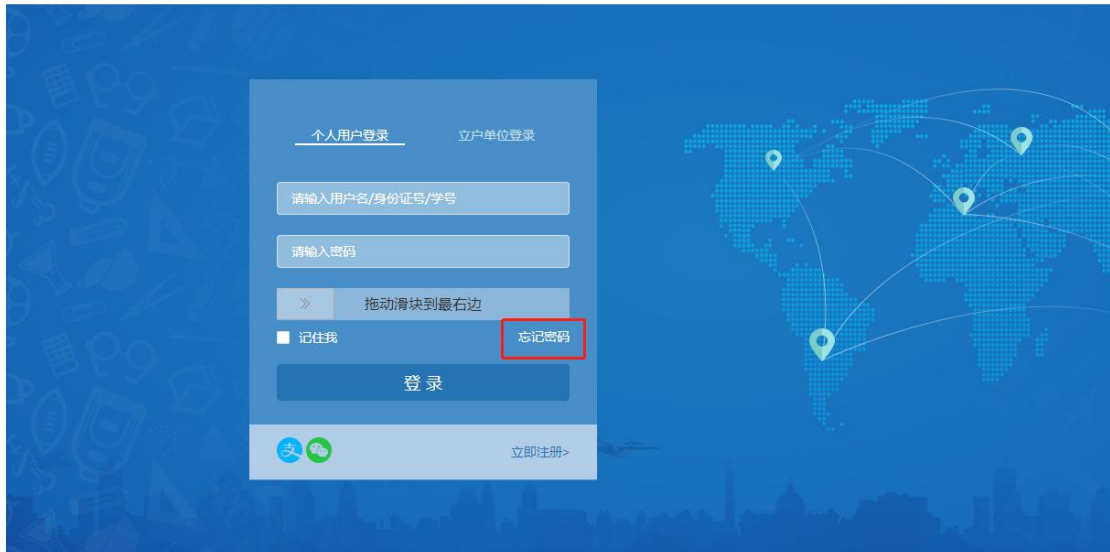 个人用户登录 立户单位登录
请输入用户名/身份证号/学号
请输入密码
拖动滑块到最右边
记住我 忘记密码
登录
支 立即注册>